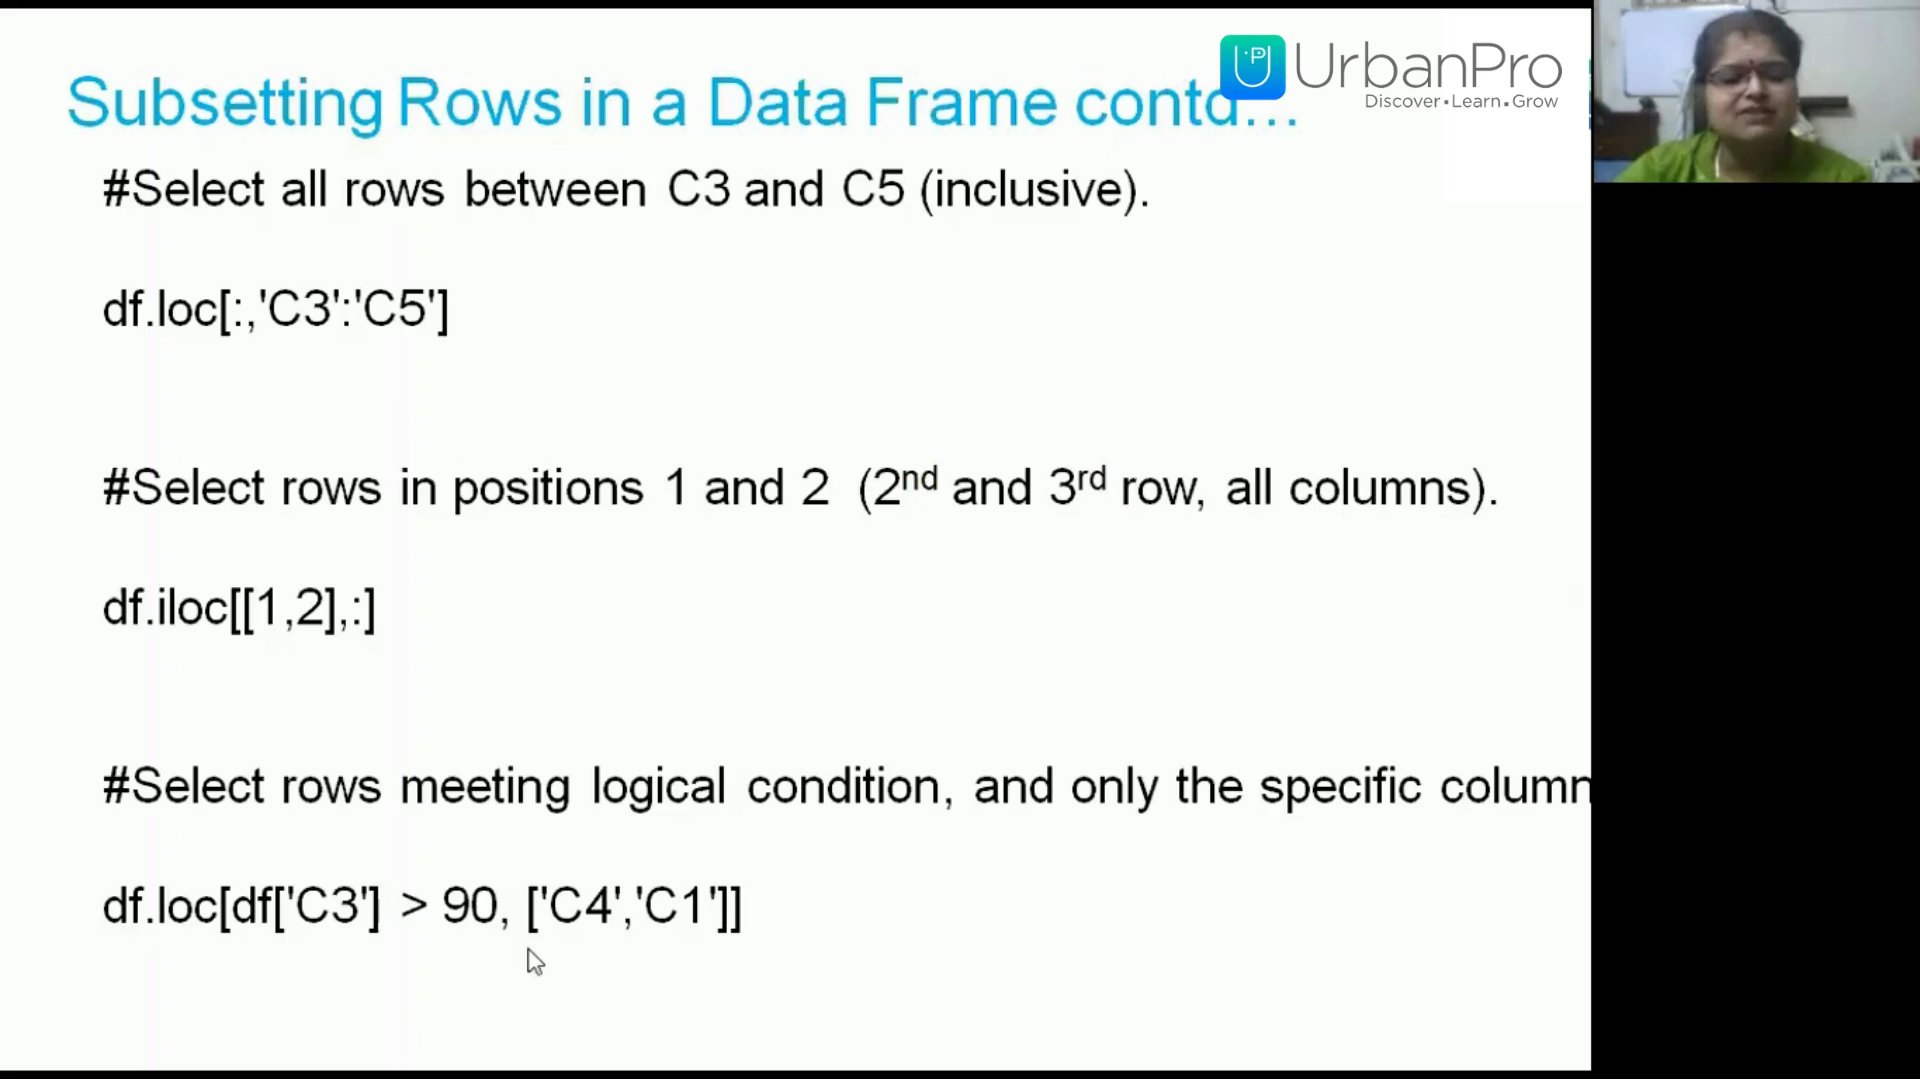 UrbanPro
Discover▪Learn▪Grow
Subsetting Rows in a Data Frame contd...
#Select all rows between C3 and C5 (inclusive).
df.loc[:,'C3':'C5']
#Select rows in positions 1 and 2 (2nd and 3rd row, all columns).
df.iloc[[1,2],:]
#Select rows meeting logical condition, and only the specific column
df.loc[df['C3'] > 90, ['C4','C1']]